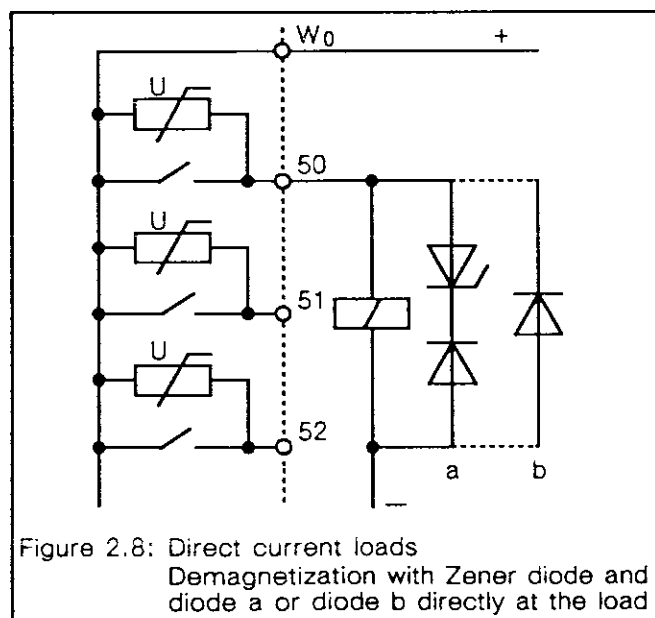 W0 +
U
50
U
51
U
52
a b
−
Figure 2.8: Direct current loads
Demagnetization with Zener diode and
diode a or diode b directly at the load